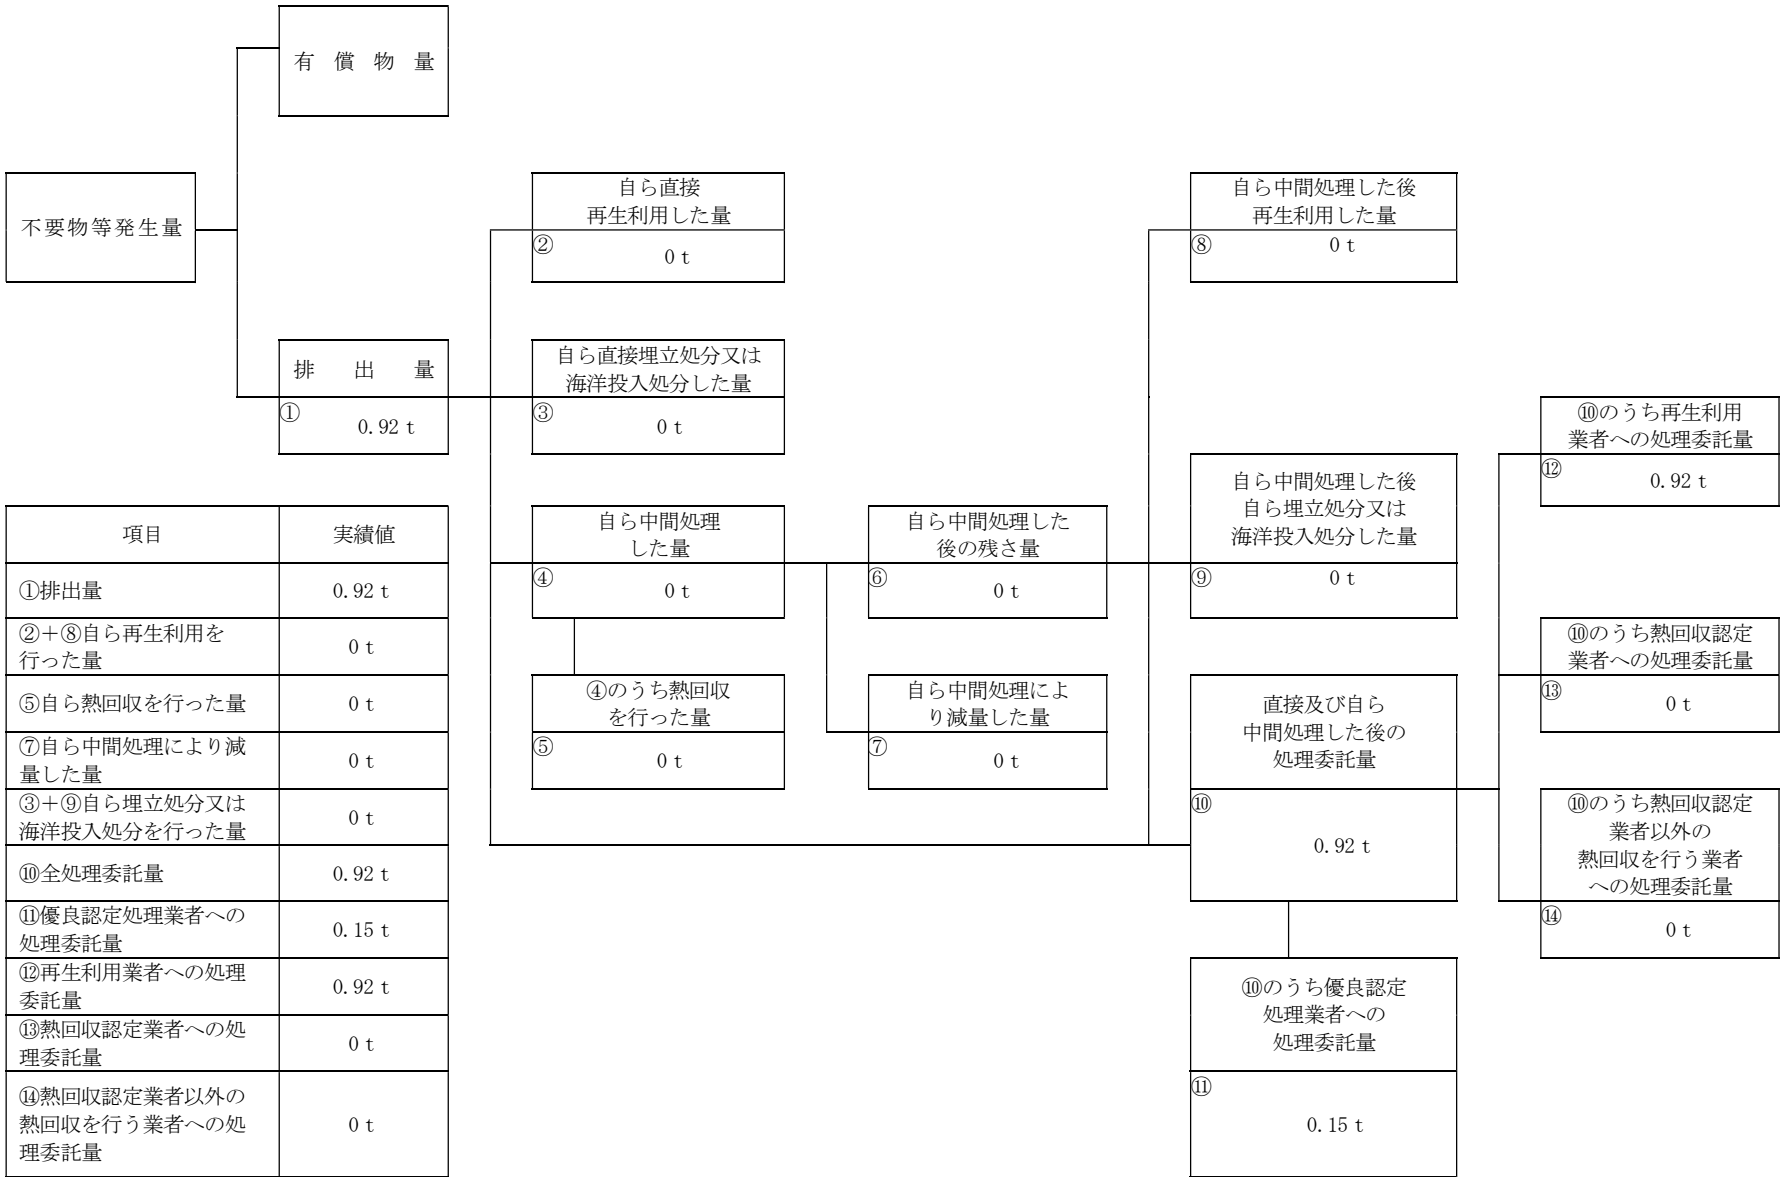 有償物量
不要物等発生量
排出量
①
0.92 t
自ら直接
再生利用した量
②
0 t
自ら直接埋立処分又は
海洋投入処分した量
③
0 t
自ら中間処理
した量
④
0 t
④のうち熱回収
を行った量
⑤
0 t
自ら中間処理した
後の残さ量
⑥
0 t
自ら中間処理によ
り減量した量
⑦
0 t
自ら中間処理した後
再生利用した量
⑧
0 t
自ら中間処理した後
自ら埋立処分又は
海洋投入処分した量
⑨
0 t
直接及び自ら
中間処理した後の
処理委託量
⑩
0.92 t
⑩のうち優良認定
処理業者への
処理委託量
⑪
0.15 t
⑩のうち再生利用
業者への処理委託量
⑫
0.92 t
⑩のうち熱回収認定
業者への処理委託量
⑬
0 t
⑩のうち熱回収認定
業者以外の
熱回収を行う業者
への処理委託量
⑭
0 t
項目 実績値
①排出量 0.92 t
②＋⑧自ら再生利用を
行った量
0 t
⑤自ら熱回収を行った量 0 t
⑦自ら中間処理により減
量した量
0 t
③＋⑨自ら埋立処分又は
海洋投入処分を行った量
0 t
⑩全処理委託量 0.92 t
⑪優良認定処理業者への
処理委託量
0.15 t
⑫再生利用業者への処理
委託量
0.92 t
⑬熱回収認定業者への処
理委託量
0 t
⑭熱回収認定業者以外の
熱回収を行う業者への処
理委託量
0 t